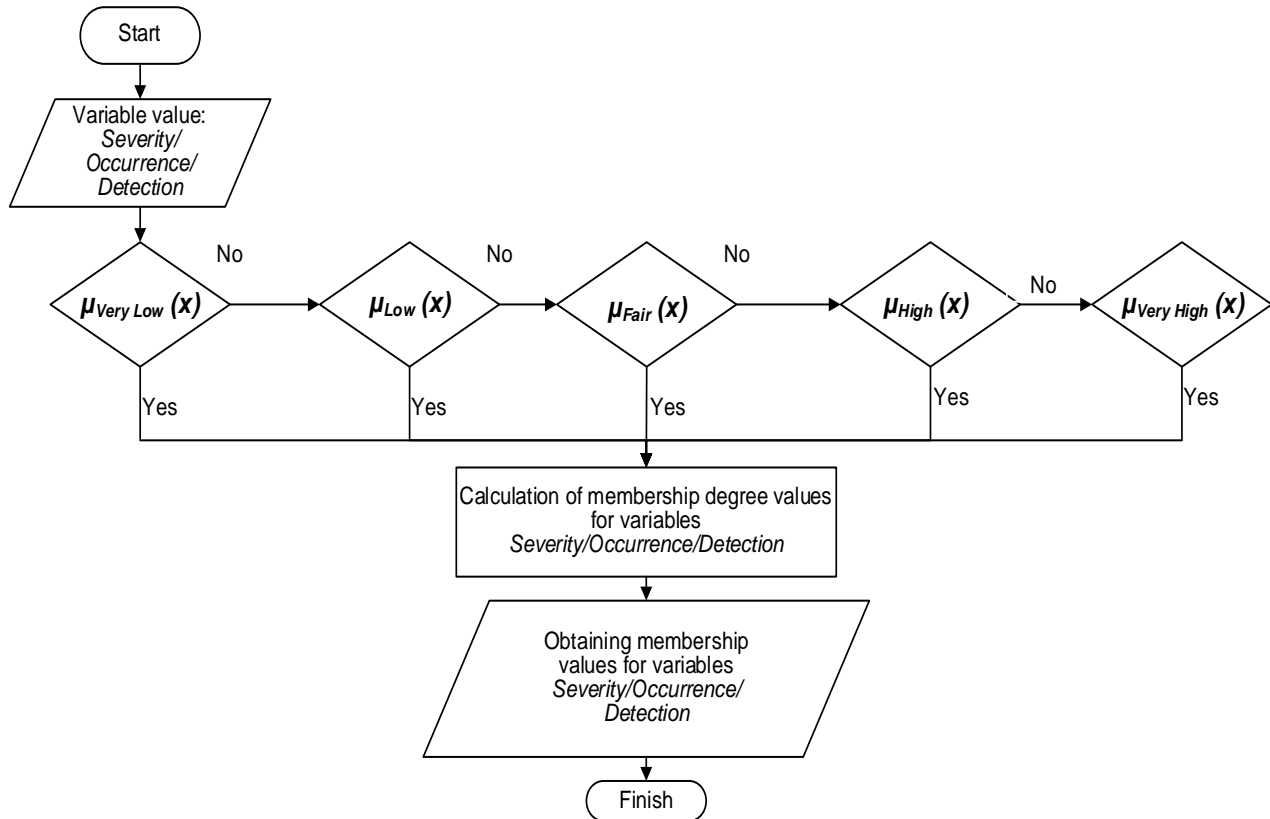 Start
Variable value:
Severity/
Occurrence/
Detection
No
No
No
No
μVery Low (x)
μLow (x)
μFair (x)
μHigh (x)
μVery High (x)
Yes
Yes
Yes
Yes
Yes
Calculation of membership degree values
for variables
Severity/Occurrence/Detection
Obtaining membership
values for variables
Severity/Occurrence/
Detection
Finish